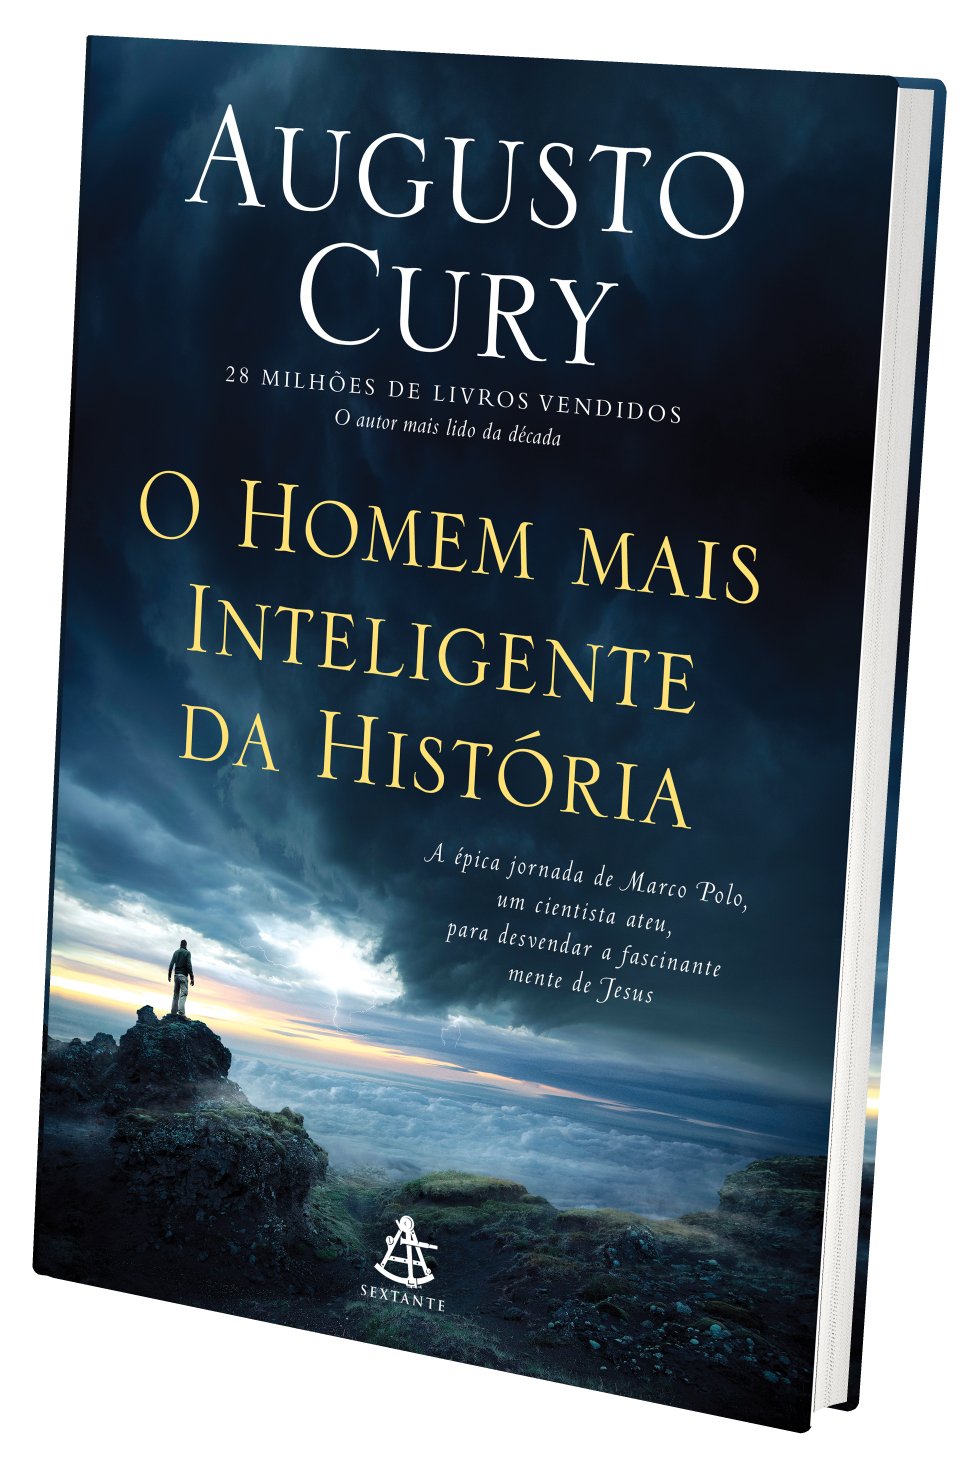 AUGUSTO
CURY
28 MILHÕES DE LIVROS VENDIDOS
O autor mais lido da década
O HOMEM MAIS
INTELIGENTE
DA HISTÓRIA
A épica jornada de Marco Polo,
um cientista ateu,
para desvendar a fascinante
mente de Jesus
SEXTANTE